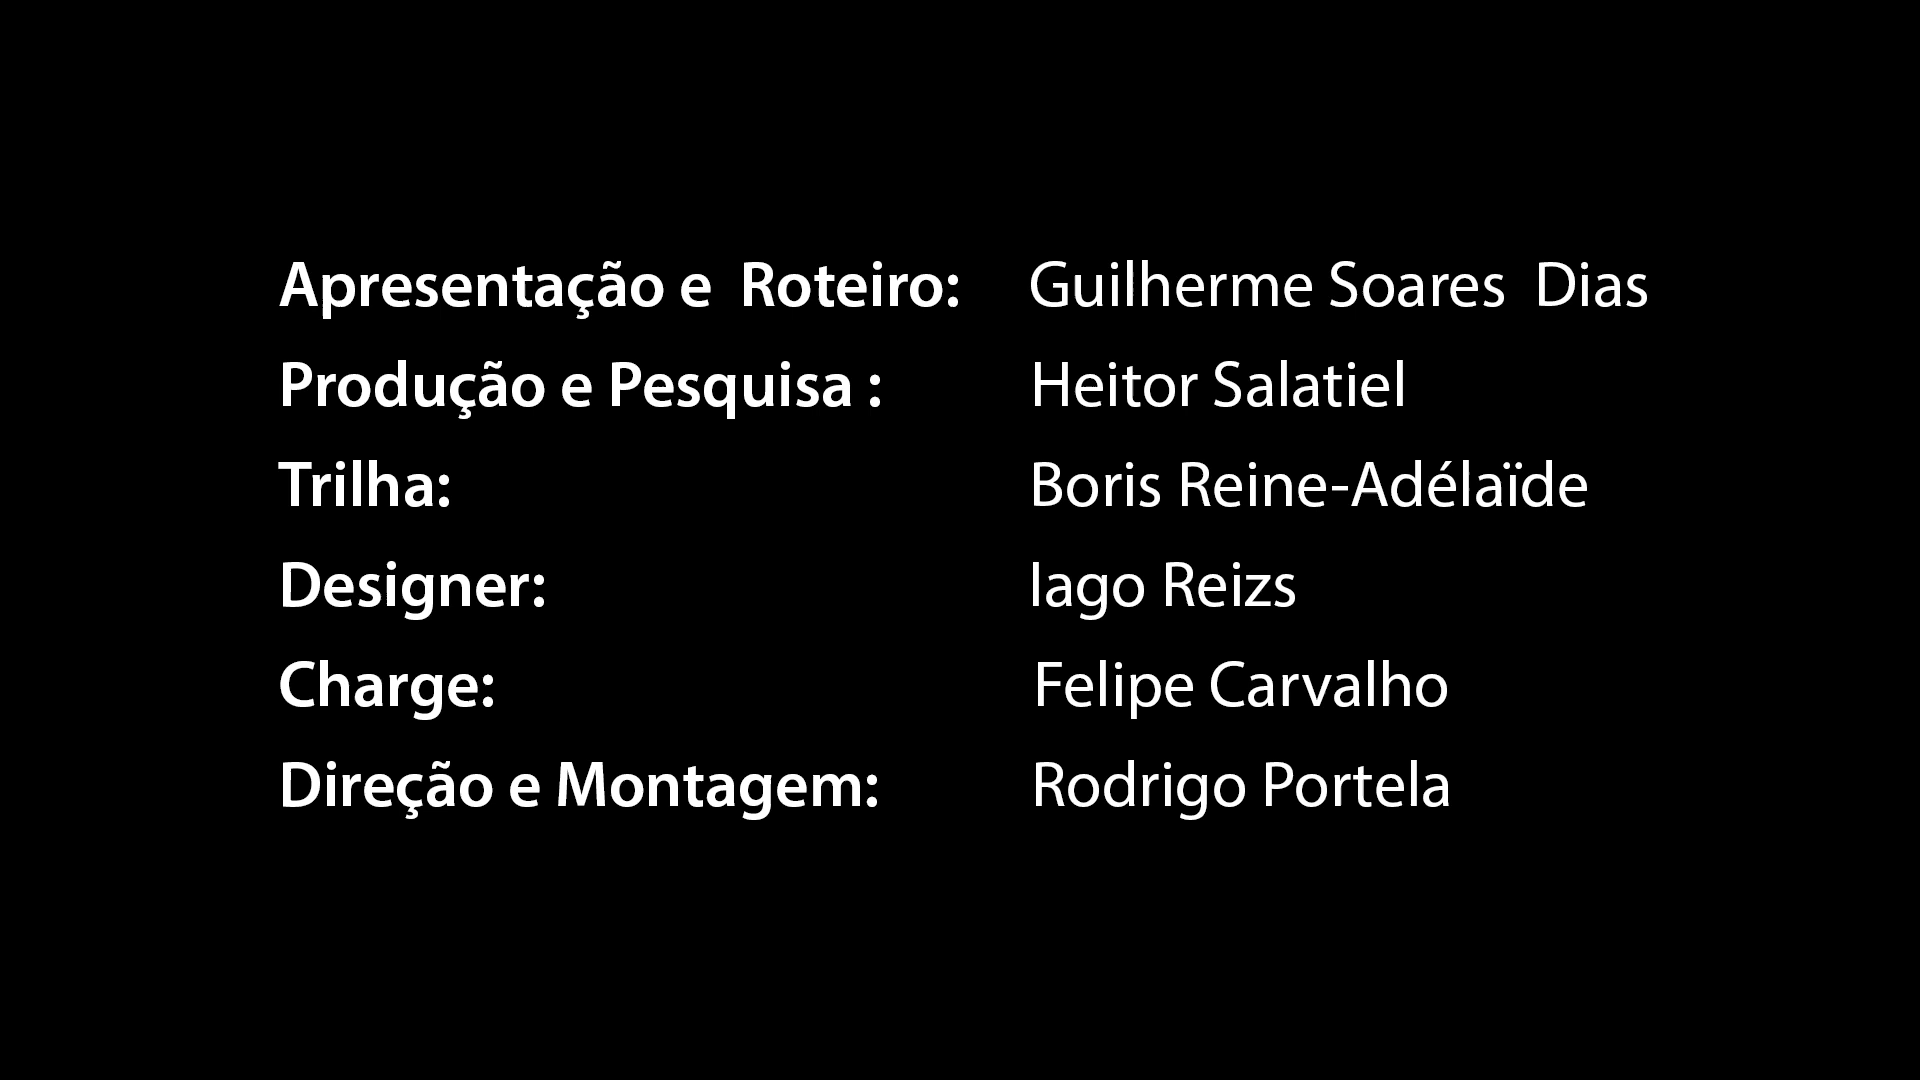 Apresentação e Roteiro: Guilherme Soares Dias
Produção e Pesquisa : Heitor Salatiel
Trilha: Boris Reine-Adélaïde
Designer: Iago Reizs
Charge: Felipe Carvalho
Direção e Montagem: Rodrigo Portela